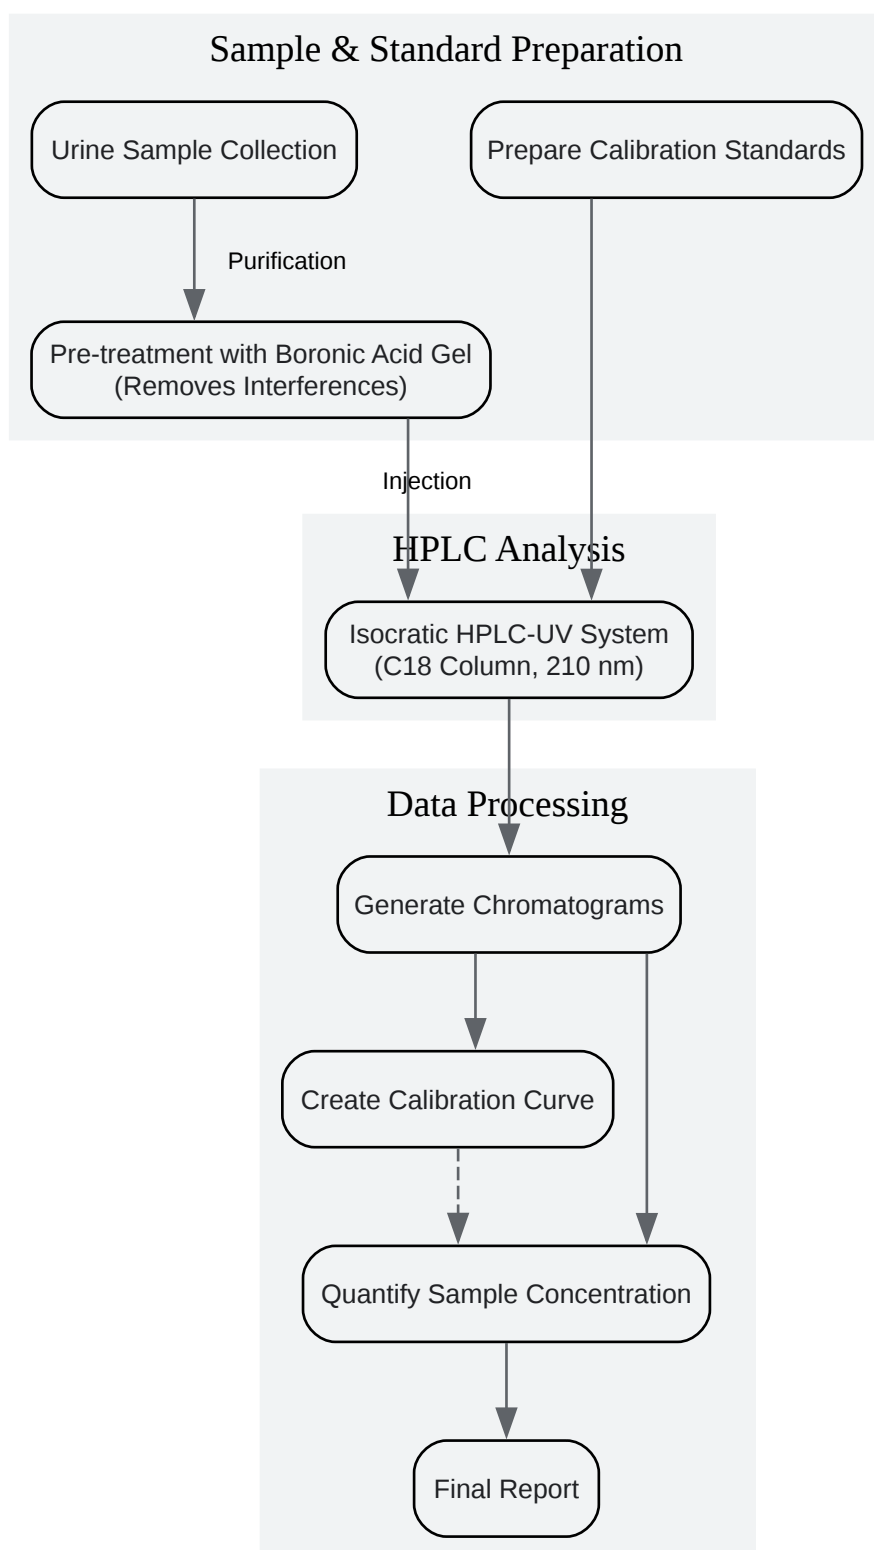 Sample & Standard Preparation
Urine Sample Collection
Prepare Calibration Standards
Purification
Pre-treatment with Boronic Acid Gel
(Removes Interferences)
Injection
HPLC Analysis
Isocratic HPLC-UV System
(C18 Column, 210 nm)
Data Processing
Generate Chromatograms
Create Calibration Curve
Quantify Sample Concentration
Final Report